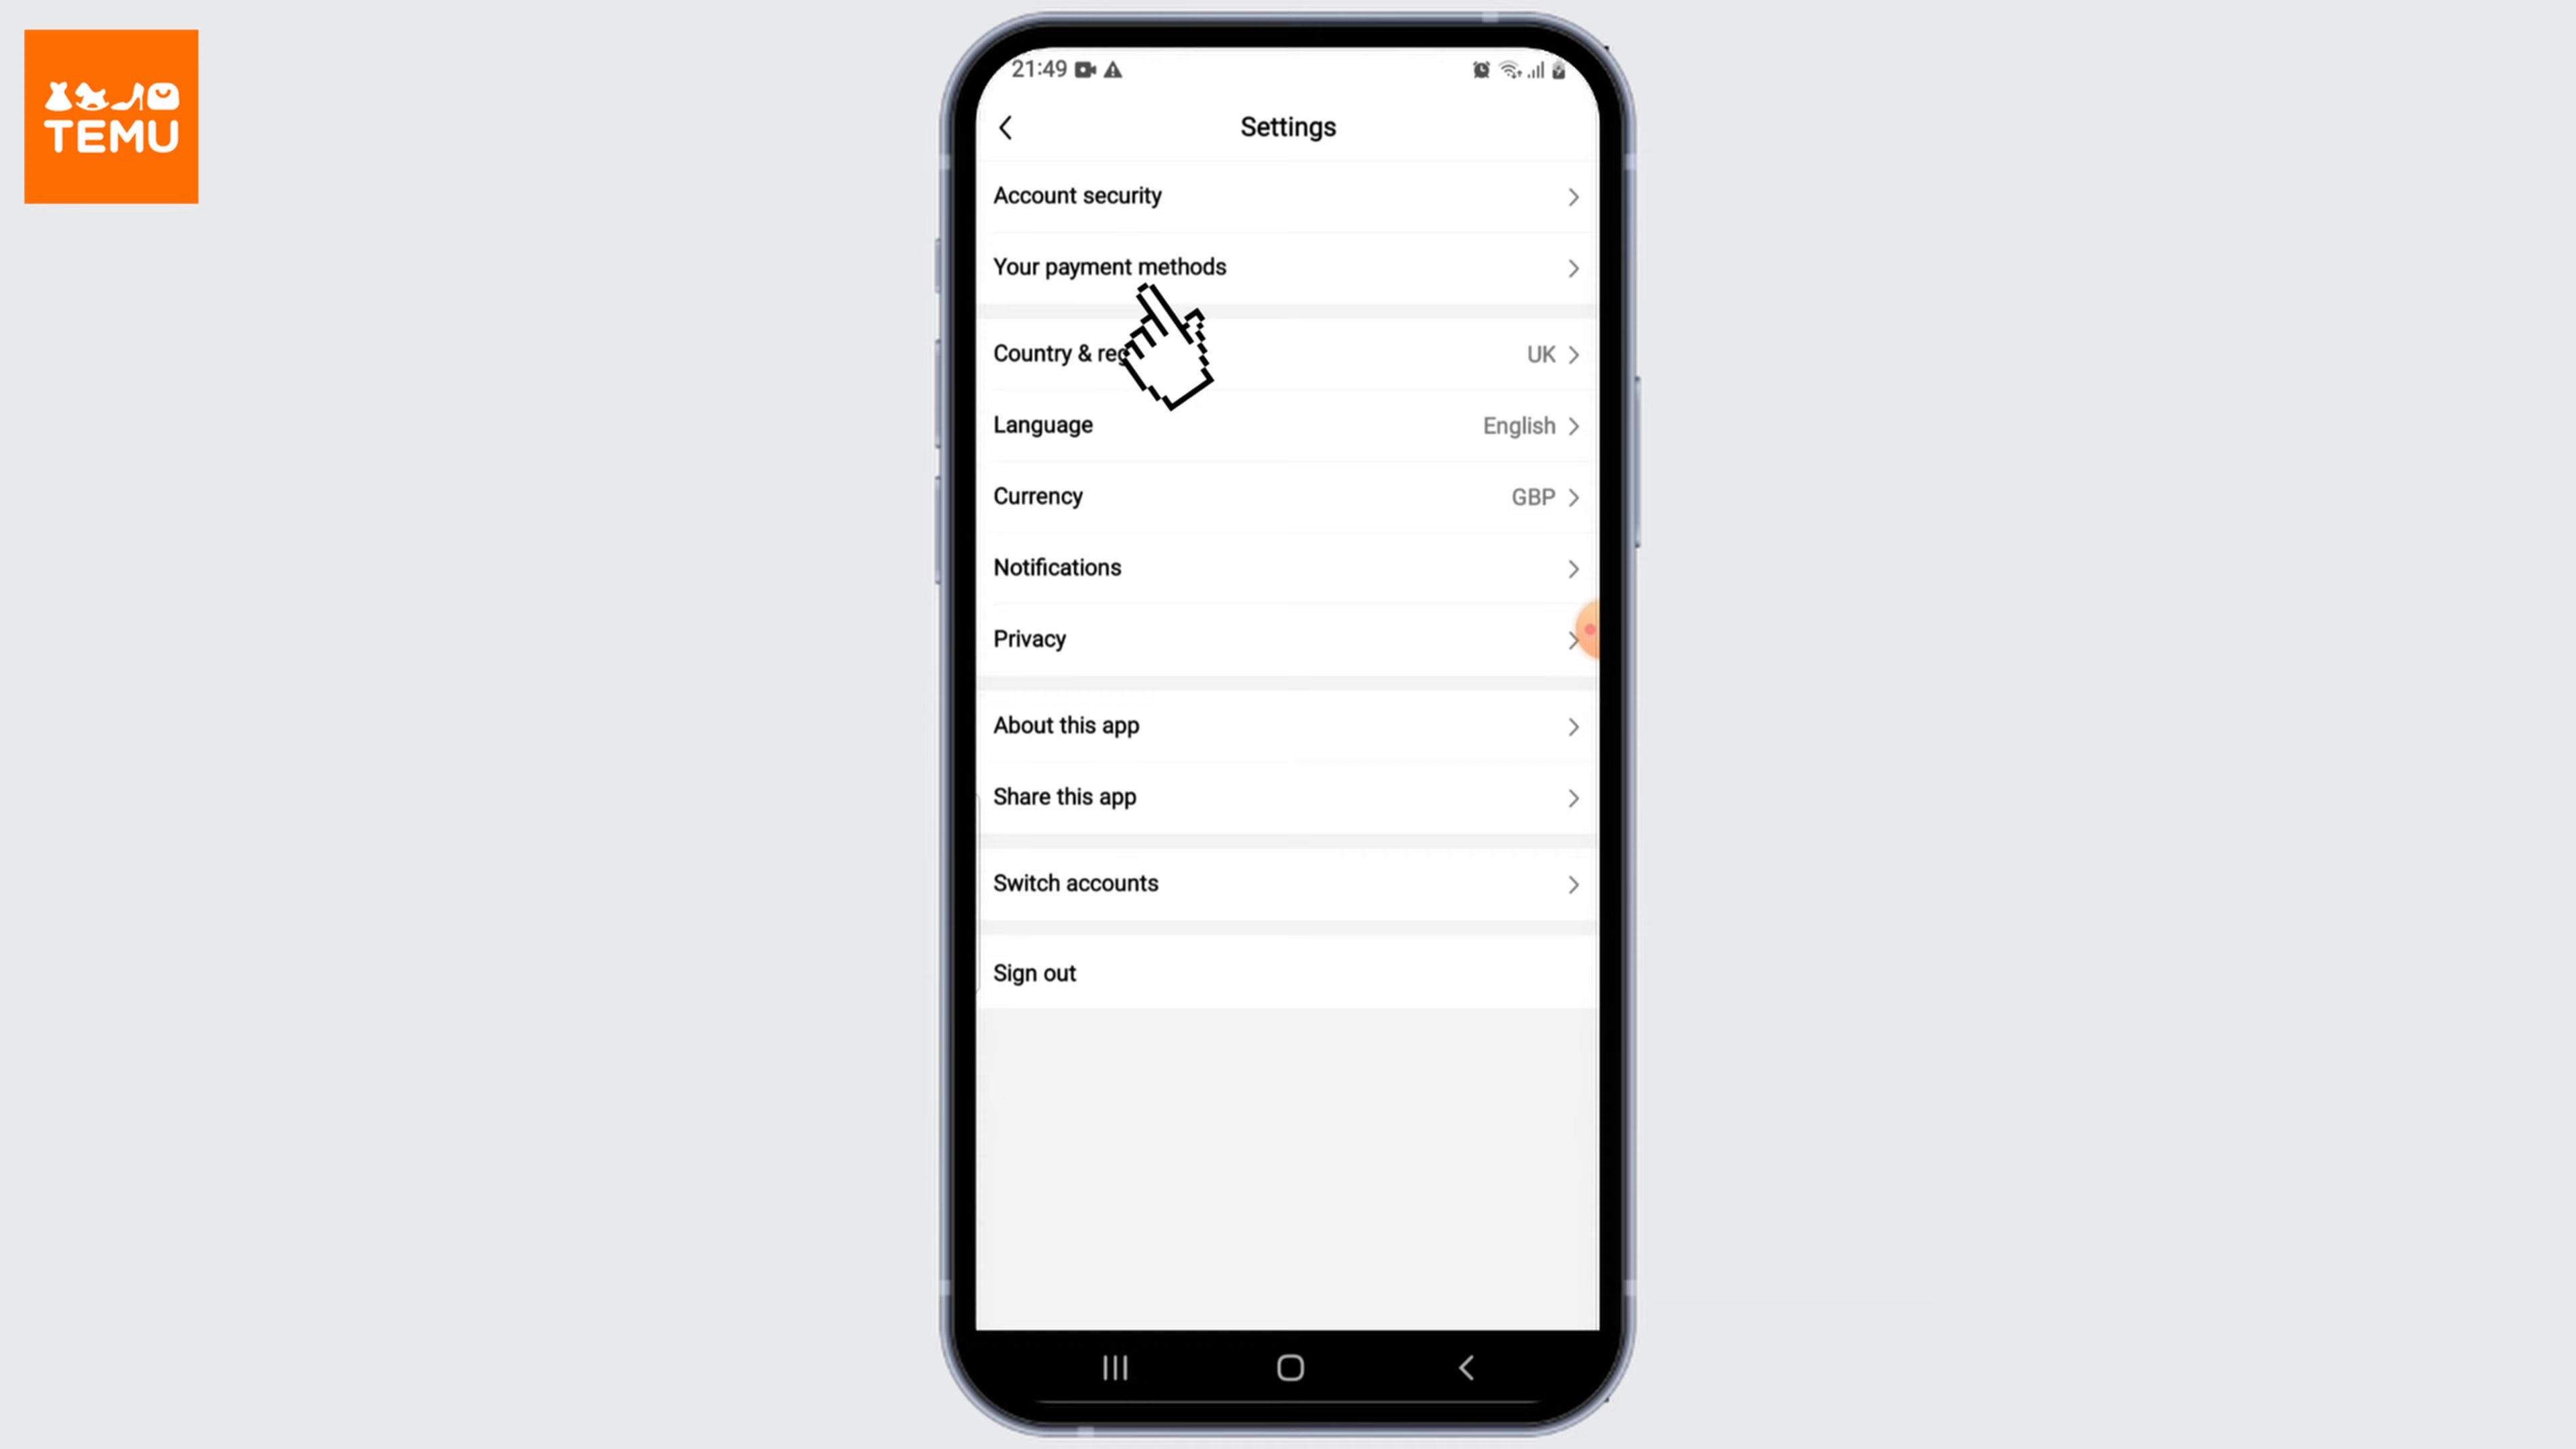 TEMU
21:49
Settings
Account security
Your payment methods
Country & reg
UK
Language
English
Currency
GBP
Notifications
Privacy
About this app
Share this app
Switch accounts
Sign out